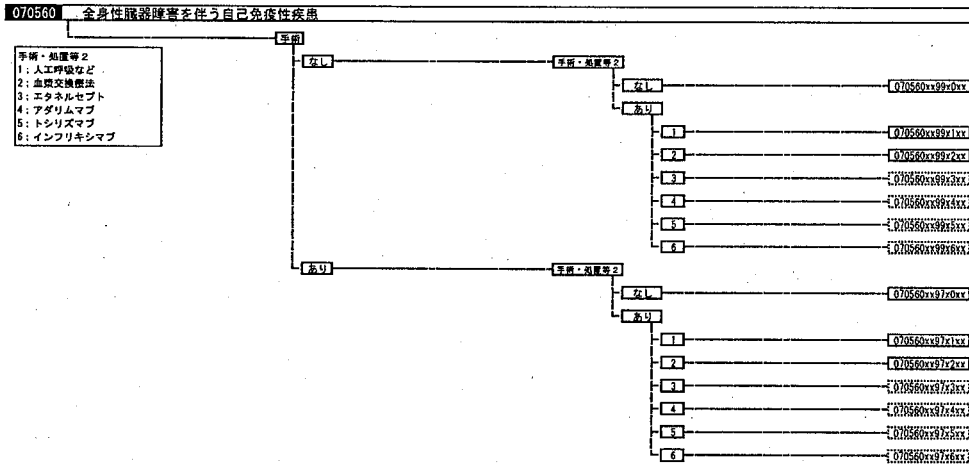 070560 全身性臓器障害を伴う自己免疫性疾患
手術
手術・処置等2
1:人工呼吸など
2:血漿交換療法
3:エタネルセプト
4:アダリムマブ
5:トシリズマブ
6:インフリキシマブ
なし 手術・処置等2
なし 070560xx99x0xx
あり
1 070560xx99x1xx
2 070560xx99x2xx
3 070560xx99x3xx
4 070560xx99x4xx
5 070560xx99x5xx
6 070560xx99x6xx
あり 手術・処置等2
なし 070560xx97x0xx
あり
1 070560xx97x1xx
2 070560xx97x2xx
3 070560xx97x3xx
4 070560xx97x4xx
5 070560xx97x5xx
6 070560xx97x6xx